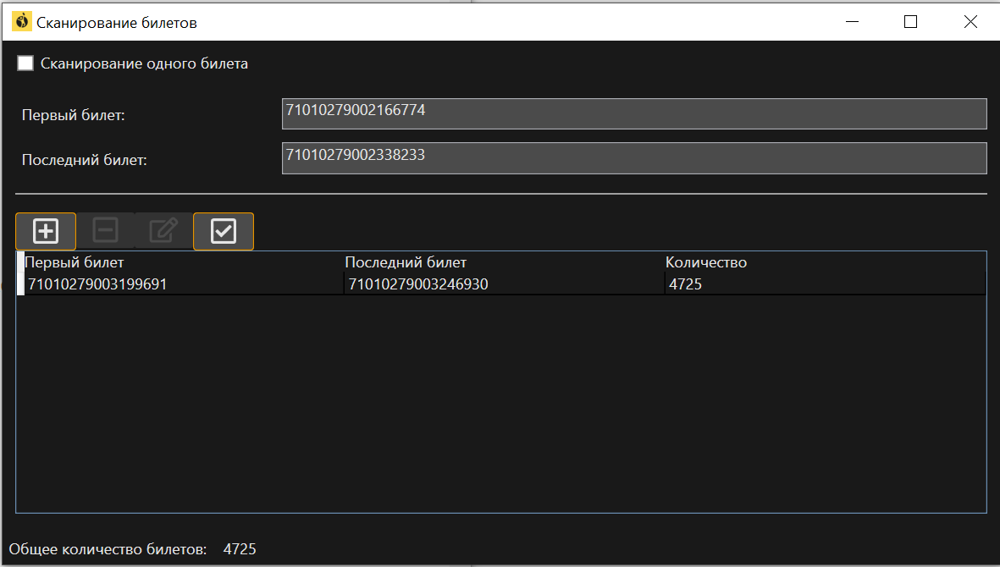 Сканирование билетов
Сканирование одного билета
Первый билет: 71010279002166774
Последний билет: 71010279002338233
Первый билет Последний билет Количество
71010279003199691 71010279003246930 4725
Общее количество билетов: 4725